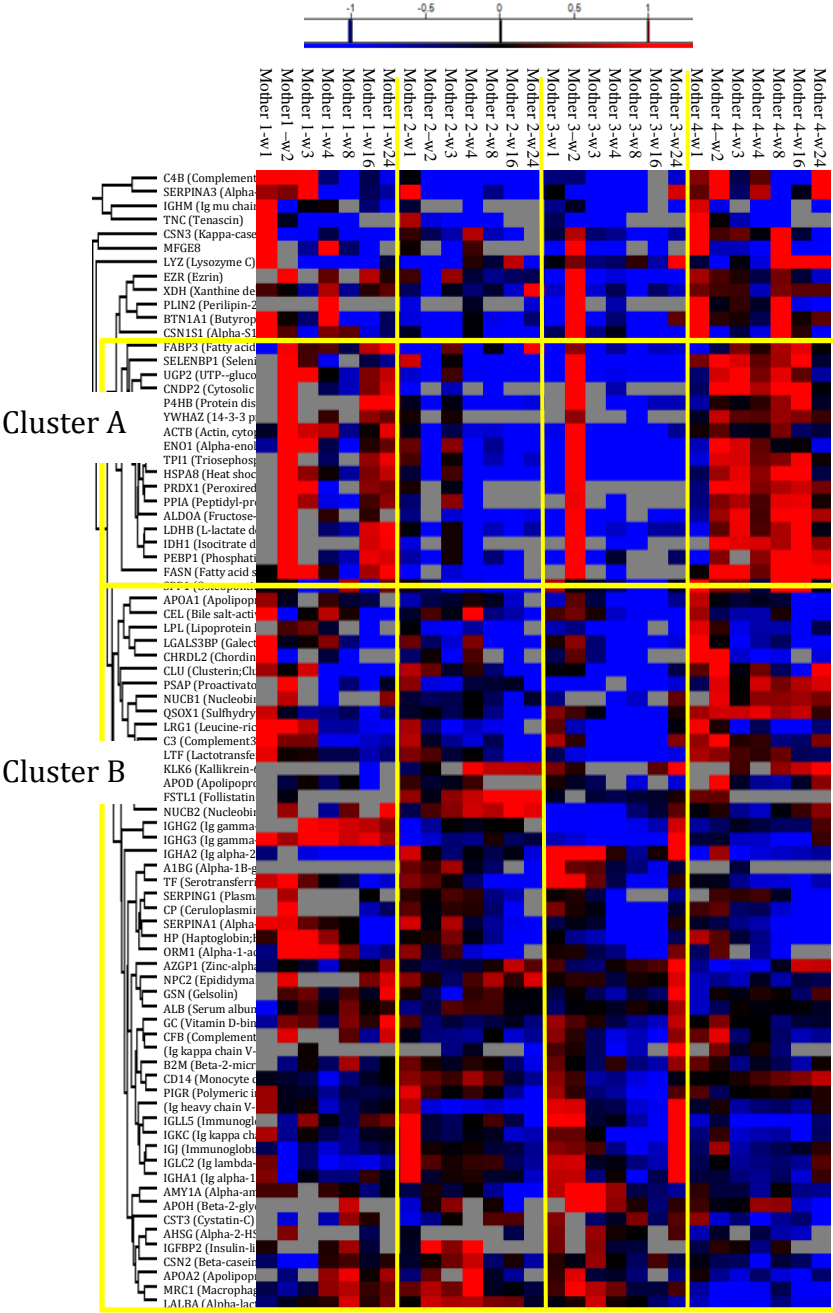 -1 -0.5 0 0.5 1
Mother 1-w1
Mother1 –w2
Mother 1-w3
Mother 1-w4
Mother 1-w8
Mother 1-w16
Mother 1-w24
Mother 2-w1
Mother 2–w2
Mother 2-w3
Mother 2-w4
Mother 2-w8
Mother 2-w16
Mother 2-w24
Mother 3-w1
Mother 3–w2
Mother 3-w3
Mother 3-w4
Mother 3-w8
Mother 3-w16
Mother 3-w24
Mother 4-w1
Mother 4–w2
Mother 4-w3
Mother 4-w4
Mother 4-w8
Mother 4-w16
Mother 4-w24
C4B (Complement
SERPINA3 (Alpha-
IGHM (Ig mu chai
TNC (Tenascin)
CSN3 (Kappa-case
MFGE8
LYZ (Lysozyme C)
EZR (Ezrin)
XDH (Xanthine de
PLIN2 (Perilipin-2
BTN1A1 (Butyrop
CSN1S1 (Alpha-S1
FABP3 (Fatty acid
SELENBP1 (Seleni
UGP2 (UTP--gluco
CNDP2 (Cytosolic
P4HB (Protein dis
Cluster A
YWHAZ (14-3-3 p
ACTB (Actin, cytop
ENO1 (Alpha-enol
TPI1 (Triosephosp
HSPA8 (Heat shoc
PRDX1 (Peroxired
PPIA (Peptidyl-pr
ALDOA (Fructose-
LDHB (L-lactate d
IDH1 (Isocitrate d
PEBP1 (Phosphati
FASN (Fatty acid s
SPP1 (Osteoponti
APOA1 (Apolipopr
CEL (Bile salt-acti
LPL (Lipoprotein l
LGALS3BP (Galect
CHRDL2 (Chordin
CLU (Clusterin;Clu
PSAP (Proactivato
NUCB1 (Nucleobin
QSOX1 (Sulfhydry
LRG1 (Leucine-ric
C3 (Complement3
LTF (Lactotransfe
Cluster B
KLK6 (Kallikrein-6
APOD (Apolipopro
FSTL1 (Follistatin
NUCB2 (Nucleobin
IGHG2 (Ig gamma-
IGHG3 (Ig gamma-
IGHA2 (Ig alpha-2
A1BG (Alpha-1B-g
TF (Serotransferri
SERPING1 (Plasm
CP (Ceruloplasmin
SERPINA1 (Alpha-
HP (Haptoglobin;H
ORM1 (Alpha-1-ac
AZGP1 (Zinc-alpha
NPC2 (Epididyma
GSN (Gelsolin)
ALB (Serum albun
GC (Vitamin D-bin
CFB (Complement
(Ig kappa chain V-
B2M (Beta-2-micr
CD14 (Monocyte d
PIGR (Polymeric i
(Ig heavy chain V-
IGLL5 (Immunogl
IGKC (Ig kappa ch
IGJ (Immunoglobu
IGLC2 (Ig lambda-
IGHA1 (Ig alpha-1
AMY1A (Alpha-am
APOH (Beta-2-gly
CST3 (Cystatin-C)
AHSG (Alpha-2-HS
IGFBP2 (Insulin-li
CSN2 (Beta-casein
APOA2 (Apolipopr
MRC1 (Macrophag
LALBA (Alpha-lact